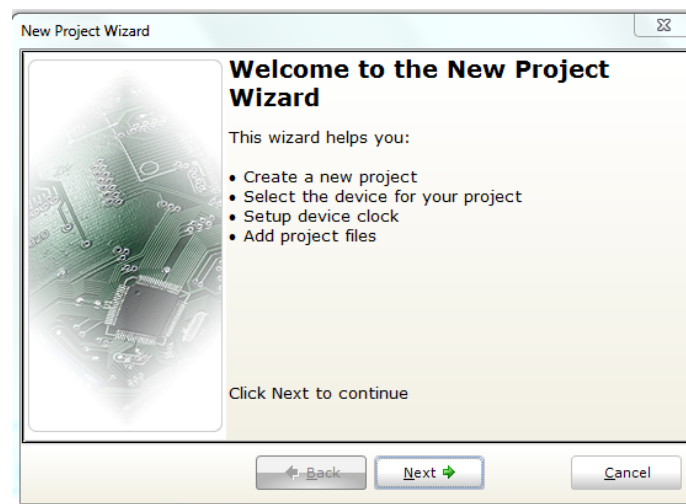 New Project Wizard
Welcome to the New Project
Wizard
This wizard helps you:
• Create a new project
• Select the device for your project
• Setup device clock
• Add project files
Click Next to continue
Back
Next
Cancel